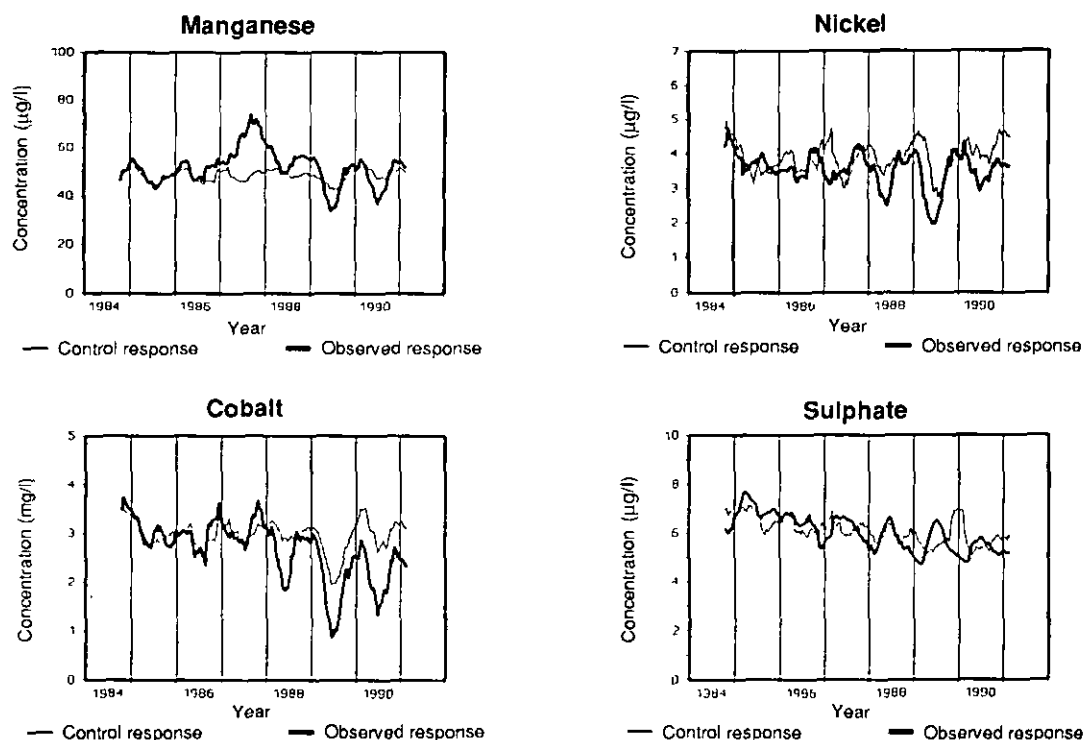 Manganese
Concentration (µg/l)
100
80
60
40
20
0
1984 1986 1988 1990
Year
Control response Observed response
Nickel
Concentration (µg/l)
7
6
5
4
3
2
1
0
1984 1986 1988 1990
Year
Control response Observed response
Cobalt
Concentration (mg/l)
5
4
3
2
1
0
1984 1986 1988 1990
Year
Control response Observed response
Sulphate
Concentration (µg/l)
10
8
6
4
2
0
1984 1986 1988 1990
Year
Control response Observed response